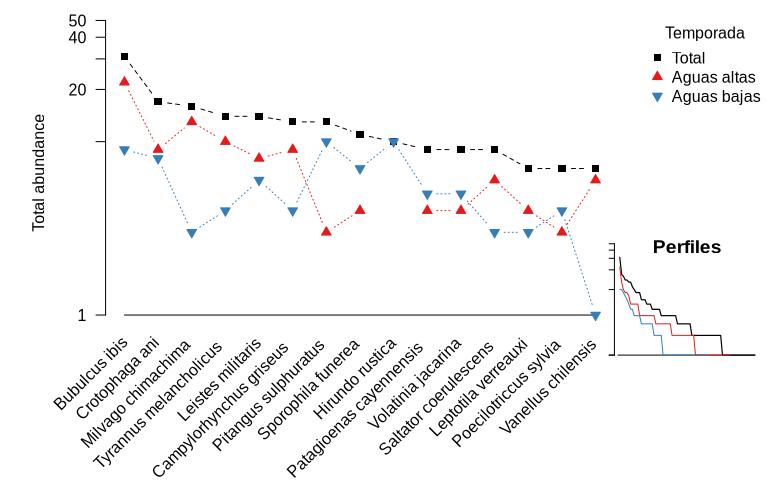 50
40
20
1
Total abundance
Temporada
Total
Aguas altas
Aguas bajas
Perfiles
Bubulcus ibis
Crotophaga ani
Milvago chimachima
Tyrannus melancholicus
Leistes militaris
Campylorhynchus griseus
Pitangus sulphuratus
Sporophila funerea
Hirundo rustica
Patagioenas cayennensis
Volatinia jacarina
Saltator coerulescens
Leptotila verreauxi
Poecilotriccus sylvia
Vanellus chilensis